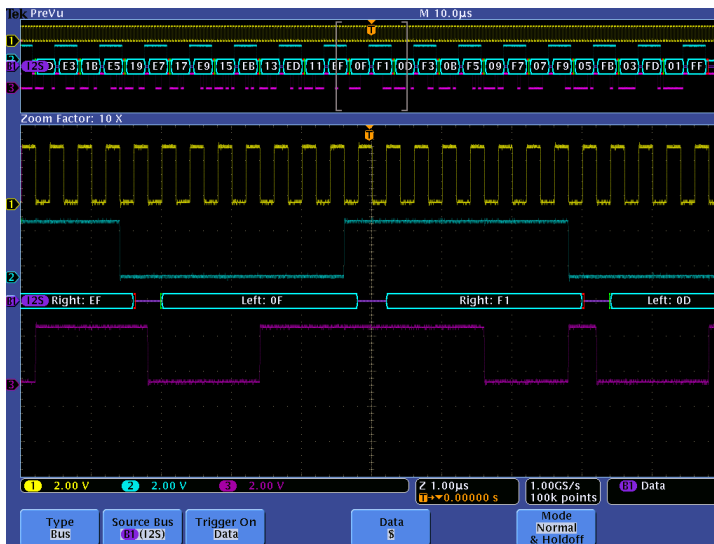 Tek PreVu M 10.0µs
1
B1 I2S D E3 1B E5 19 E7 17 E9 15 EB 13 ED 11 EF 0F F1 0D F3 0B F5 09 F7 07 F9 05 FB 03 FD 01 FF
3
Zoom Factor: 10 X
T
1
2
B1 I2S Right: EF Left: 0F Right: F1 Left: 0D
3
1 2.00 V 2 2.00 V 3 2.00 V Z 1.00µs 1.00GS/s B1 Data
T→▼0.00000 s 100k points
Type Source Bus Trigger On Data Mode
Bus B1 (I2S) Data Normal
& Holdoff